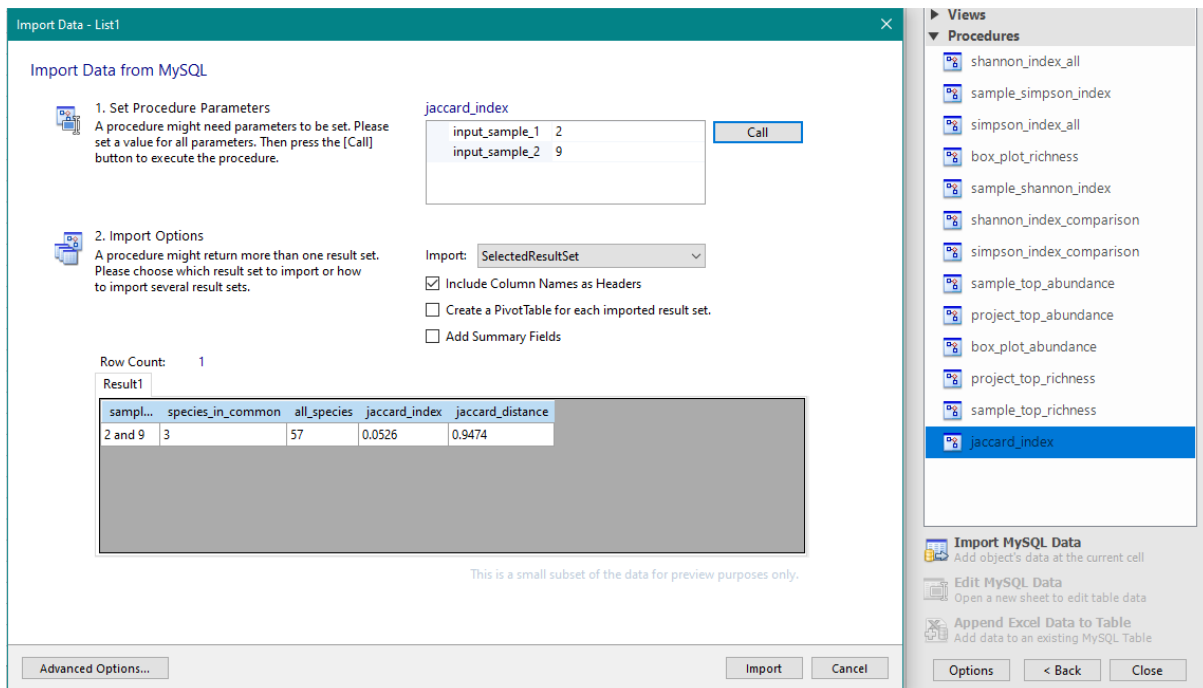 Import Data - List1
Import Data from MySQL
1. Set Procedure Parameters
A procedure might need parameters to be set. Please
set a value for all parameters. Then press the [Call]
button to execute the procedure.
jaccard_index
input_sample_1 2
input_sample_2 9
Call
2. Import Options
A procedure might return more than one result set.
Please choose which result set to import or how
to import several result sets.
Import: SelectedResultSet
Include Column Names as Headers
Create a PivotTable for each imported result set.
Add Summary Fields
Row Count: 1
Result1
sampl... species_in_common all_species jaccard_index jaccard_distance
2 and 9 3 57 0.0526 0.9474
This is a small subset of the data for preview purposes only.
Advanced Options...
Import
Cancel
Views
Procedures
shannon_index_all
sample_simpson_index
simpson_index_all
box_plot_richness
sample_shannon_index
shannon_index_comparison
simpson_index_comparison
sample_top_abundance
project_top_abundance
box_plot_abundance
project_top_richness
sample_top_richness
jaccard_index
Import MySQL Data
Add object's data at the current cell
Edit MySQL Data
Open a new sheet to edit table data
Append Excel Data to Table
Add data to an existing MySQL Table
Options
< Back
Close